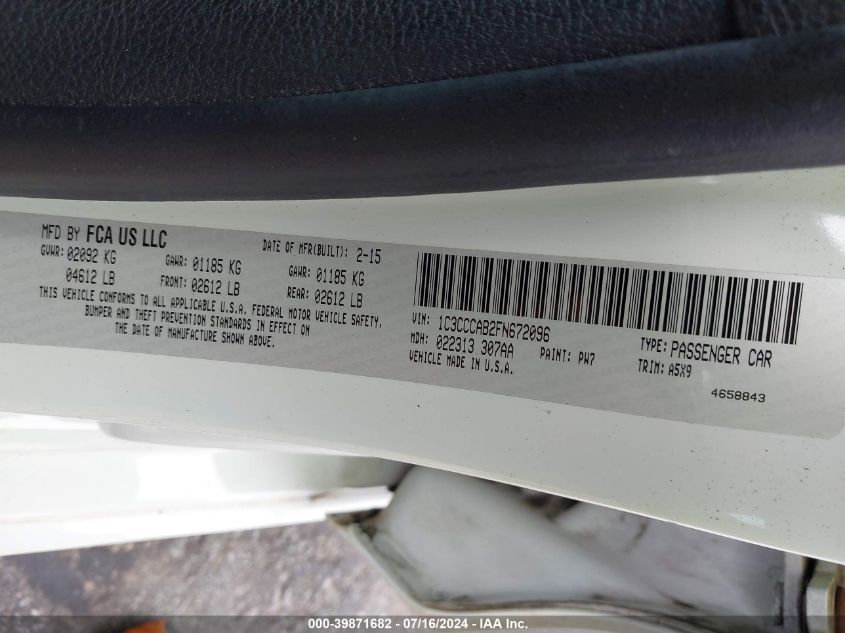 MFD BY FCA US LLC
DATE OF MFR(BUILT): 2-15
GVWR: 02092 KG
GAWR: 01185 KG
GAWR: 01185 KG
04612 LB
FRONT: 02612 LB
REAR: 02612 LB
THIS VEHICLE CONFORMS TO ALL APPLICABLE U.S.A. FEDERAL MOTOR VEHICLE SAFETY,
BUMPER AND THEFT PREVENTION STANDARDS IN EFFECT ON
THE DATE OF MANUFACTURE SHOWN ABOVE.
VIN: 1C3CCCAB2FN672096
TYPE: PASSENGER CAR
MDH: 022313 307AA
PAINT: PW7
TRIM: A5X9
VEHICLE MADE IN U.S.A.
4658843
000-39871682 - 07/16/2024 - IAA Inc.